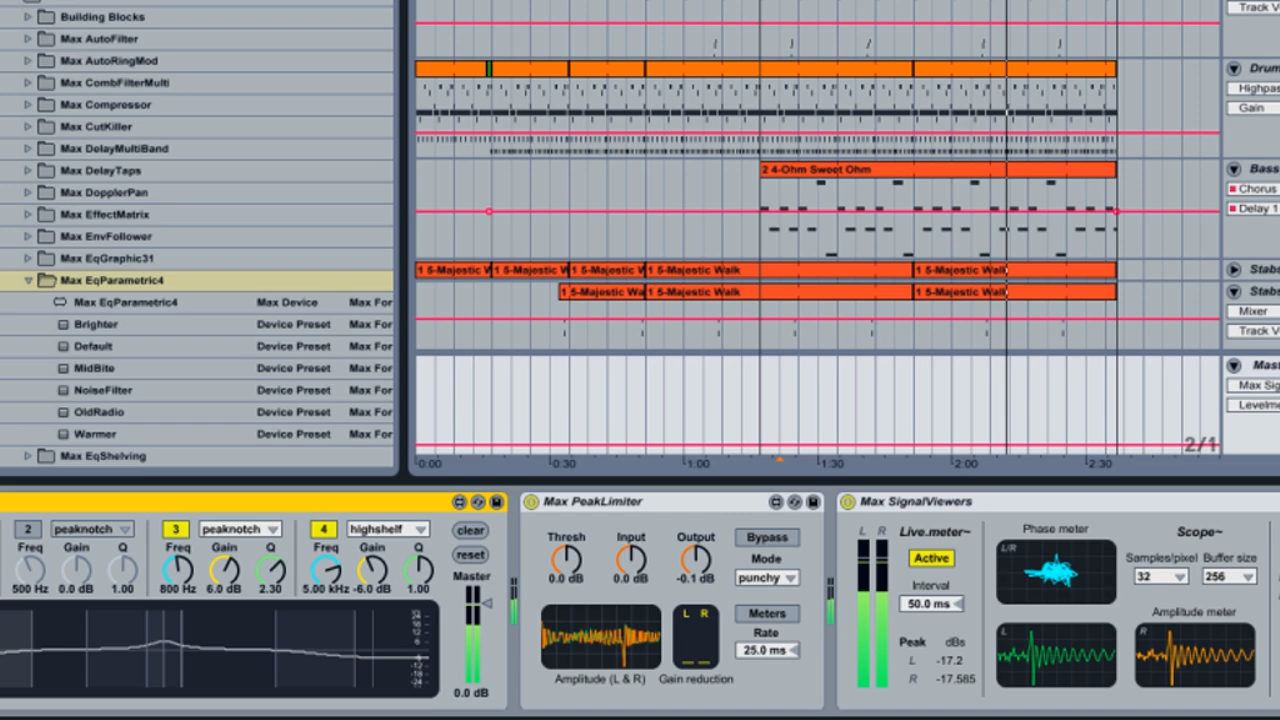 Building Blocks
Max AutoFilter
Max AutoRingMod
Max CombFilterMulti
Max Compressor
Max CutKiller
Max DelayMultiBand
Max DelayTaps
Max DopplerPan
Max EffectMatrix
Max EnvFollower
Max EqGraphic31
Max EqParametric4
Max EqParametric4 Max Device Max For
Brighter Device Preset Max For
Default Device Preset Max For
MidBite Device Preset Max For
NoiseFilter Device Preset Max For
OldRadio Device Preset Max For
Warmer Device Preset Max For
Max EqShelving
Track V
Drum
Highpas
Gain
2 4-Ohm Sweet Ohm
Bass
Chorus
Delay 1
1 5-Majestic W 1 5-Majestic W 1 5-Majestic W 1 5-Majestic Walk 1 5-Majestic Walk
Stabs
1 5-Majestic Wa 1 5-Majestic Walk 1 5-Majestic Walk
Stabs
Mixer
Track V
Mast
Max Sig
Levelme
2/1
0:00 0:30 1:00 1:30 2:00 2:30
2 peaknotch 3 peaknotch 4 highshelf clear
Freq Gain Q Freq Gain Q Freq Gain Q reset
500 Hz 0.0 dB 1.00 800 Hz 6.0 dB 2.30 5.00 kHz -6.0 dB 1.00
Master
24
18
12
6
-6
-12
-18
-24
0.0 dB
Max PeakLimiter
Thresh Input Output Bypass
Mode
0.0 dB 0.0 dB -0.1 dB punchy
L R
Meters
Rate
25.0 ms
Amplitude (L & R) Gain reduction
Max SignalViewers
L R Live.meter~
Active
Interval
50.0 ms
Peak dBs
L -17.2
R -17.585
Phase meter
L/R
Scope~
Samples/pixel Buffer size
32 256
Amplitude meter
L
R